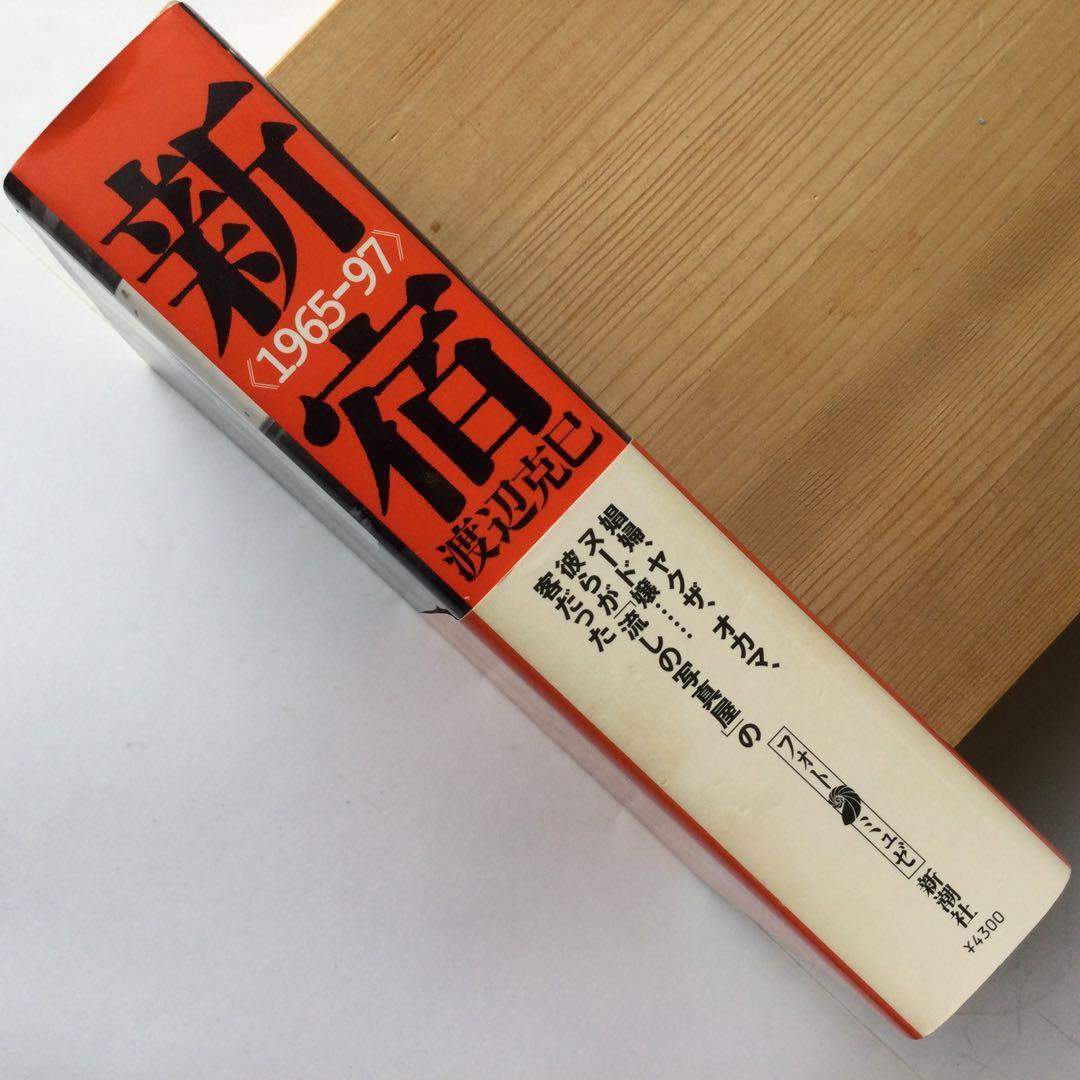 新宿
《1965-97》
渡辺克巳
娼婦、ヤクザ、オカマ、
ヌード嬢……
彼らが「流しの写真屋」の
客だった
フォト
ミュゼ
新潮社
¥4300